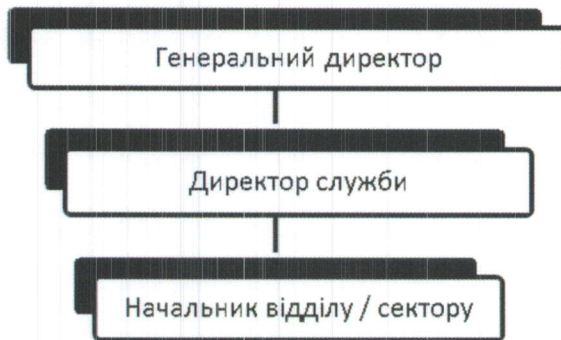 Генеральний директор
Директор служби
Начальник відділу / сектору